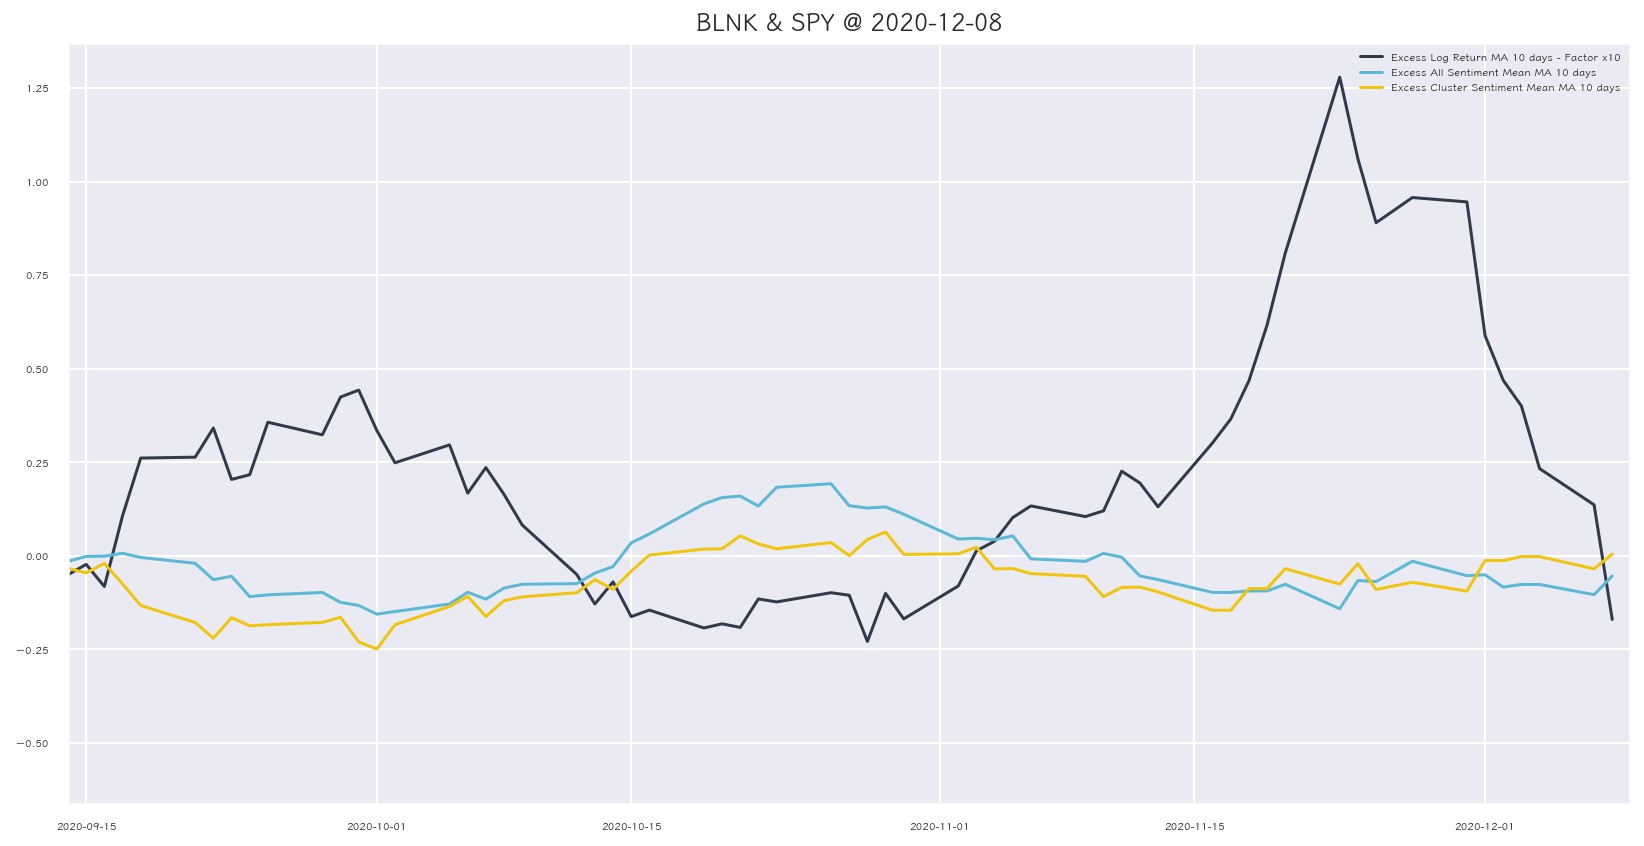 BLNK & SPY @ 2020-12-08
Excess Log Return MA 10 days - Factor x10
Excess All Sentiment Mean MA 10 days
Excess Cluster Sentiment Mean MA 10 days
1.25
1.00
0.75
0.50
0.25
0.00
−0.25
−0.50
2020-09-15 2020-10-01 2020-10-15 2020-11-01 2020-11-15 2020-12-01